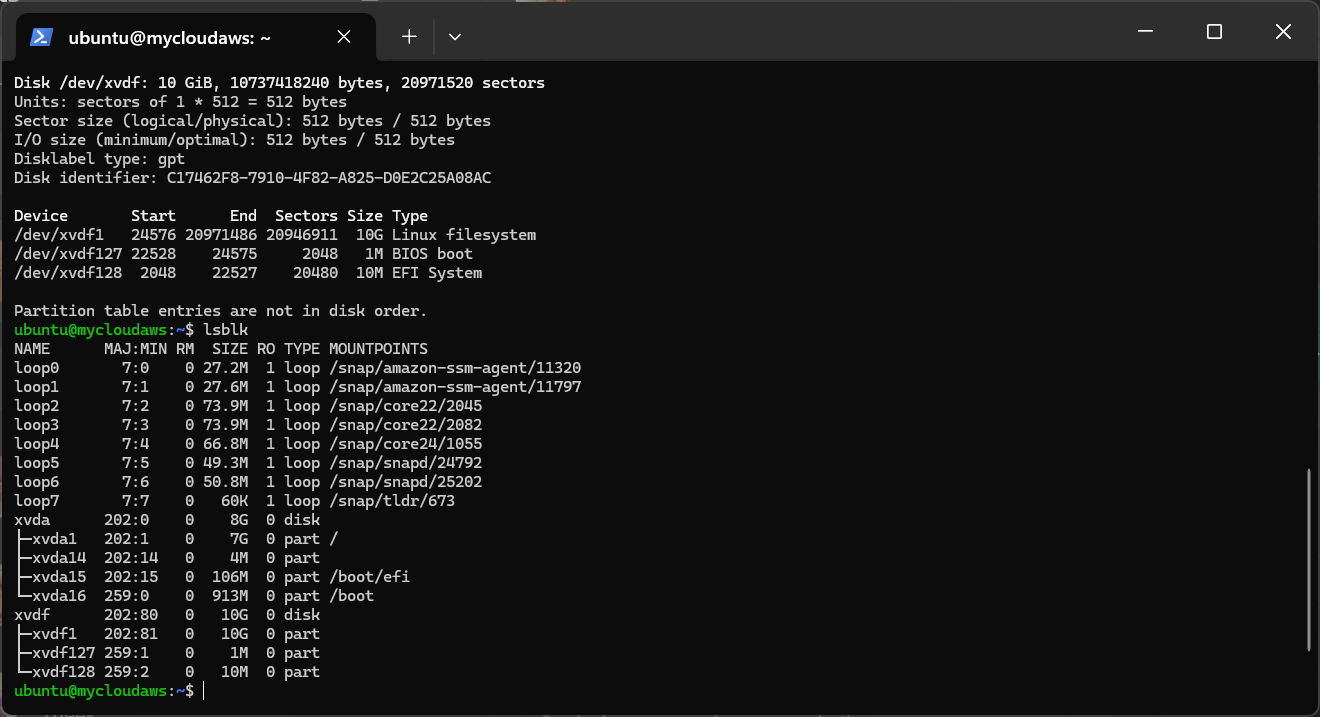 ubuntu@mycloudaws: ~
Disk /dev/xvdf: 10 GiB, 10737418240 bytes, 20971520 sectors
Units: sectors of 1 * 512 = 512 bytes
Sector size (logical/physical): 512 bytes / 512 bytes
I/O size (minimum/optimal): 512 bytes / 512 bytes
Disklabel type: gpt
Disk identifier: C17462F8-7910-4F82-A825-D0E2C25A08AC
Device       Start      End  Sectors Size Type
/dev/xvdf1   24576 20971486 20946911  10G Linux filesystem
/dev/xvdf127 22528    24575     2048   1M BIOS boot
/dev/xvdf128  2048    22527    20480  10M EFI System
Partition table entries are not in disk order.
ubuntu@mycloudaws:~$ lsblk
NAME      MAJ:MIN RM  SIZE RO TYPE MOUNTPOINTS
loop0       7:0    0 27.2M  1 loop /snap/amazon-ssm-agent/11320
loop1       7:1    0 27.6M  1 loop /snap/amazon-ssm-agent/11797
loop2       7:2    0 73.9M  1 loop /snap/core22/2045
loop3       7:3    0 73.9M  1 loop /snap/core22/2082
loop4       7:4    0 66.8M  1 loop /snap/core24/1055
loop5       7:5    0 49.3M  1 loop /snap/snapd/24792
loop6       7:6    0 50.8M  1 loop /snap/snapd/25202
loop7       7:7    0   60K  1 loop /snap/tldr/673
xvda      202:0    0    8G  0 disk
├─xvda1   202:1    0    7G  0 part /
├─xvda14  202:14   0    4M  0 part
├─xvda15  202:15   0  106M  0 part /boot/efi
└─xvda16  259:0    0  913M  0 part /boot
xvdf      202:80   0   10G  0 disk
├─xvdf1   202:81   0   10G  0 part
├─xvdf127 259:1    0    1M  0 part
└─xvdf128 259:2    0   10M  0 part
ubuntu@mycloudaws:~$